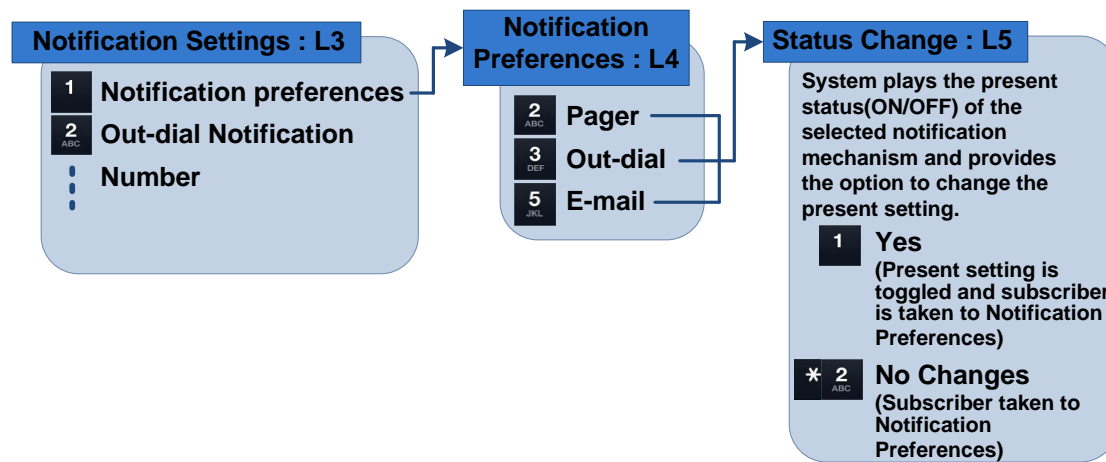 Notification Settings : L3
1 Notification preferences
2 ABC Out-dial Notification
Number
Notification
Preferences : L4
2 ABC Pager
3 DEF Out-dial
5 JKL E-mail
Status Change : L5
System plays the present
status(ON/OFF) of the
selected notification
mechanism and provides
the option to change the
present setting.
1 Yes
(Present setting is
toggled and subscriber
is taken to Notification
Preferences)
* 2 ABC No Changes
(Subscriber taken to
Notification
Preferences)